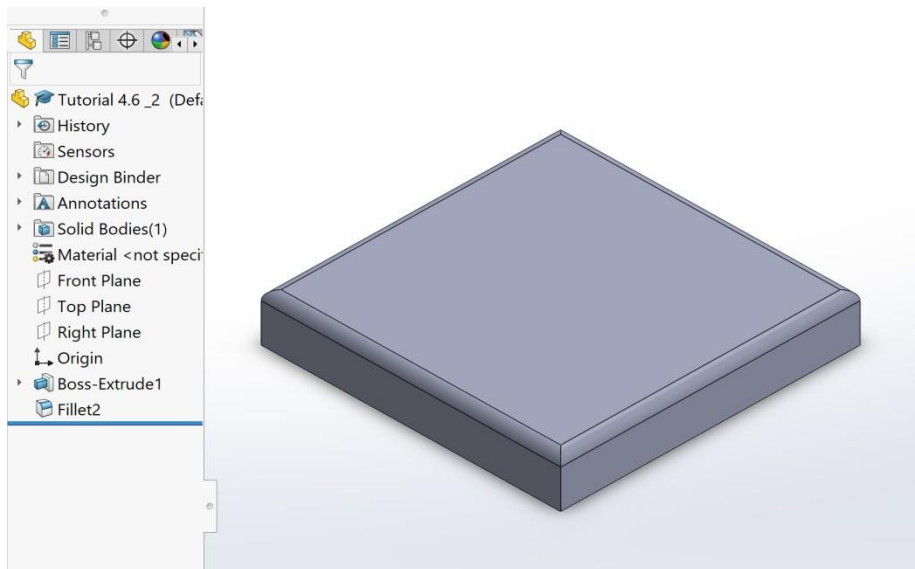 Tutorial 4.6 _2 (Defa
History
Sensors
Design Binder
Annotations
Solid Bodies(1)
Material <not speci
Front Plane
Top Plane
Right Plane
Origin
Boss-Extrude1
Fillet2